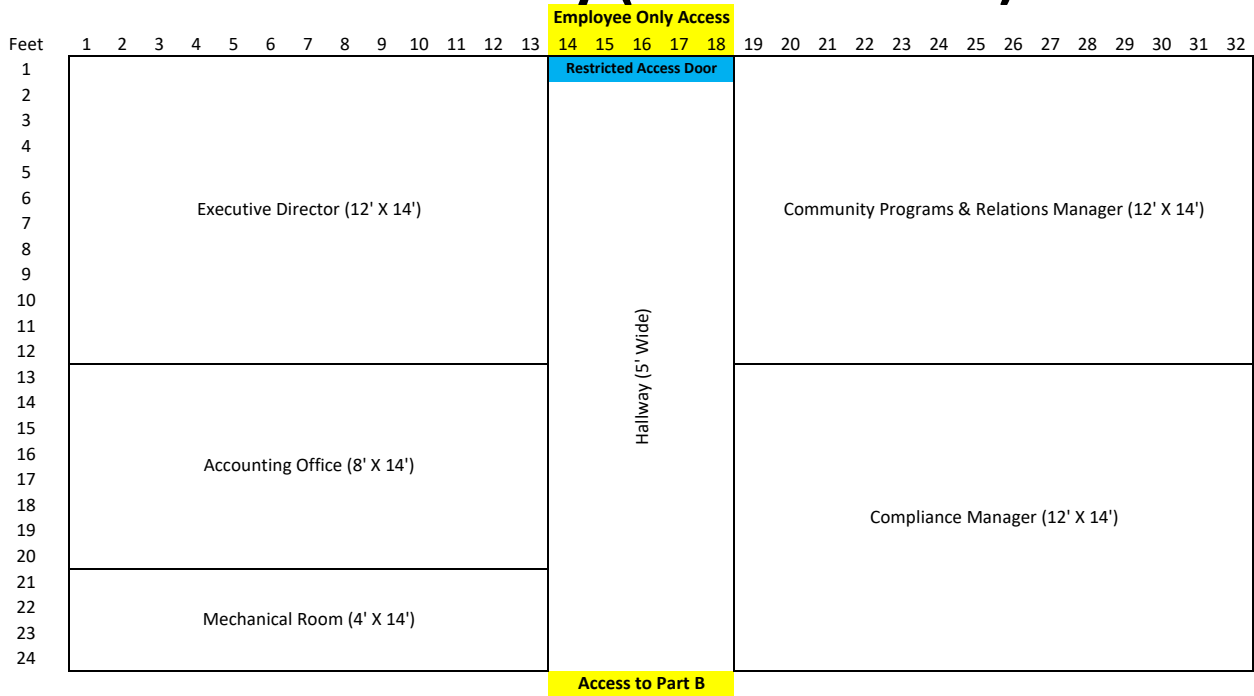 Employee Only Access
Feet 1 2 3 4 5 6 7 8 9 10 11 12 13 14 15 16 17 18 19 20 21 22 23 24 25 26 27 28 29 30 31 32
1 Restricted Access Door
2
3
4
5
6
Executive Director (12' X 14') Community Programs & Relations Manager (12' X 14')
7
8
9
10
11
12
Hallway (5' Wide)
13
14
15
16
Accounting Office (8' X 14')
17
18
Compliance Manager (12' X 14')
19
20
21
22
Mechanical Room (4' X 14')
23
24
Access to Part B